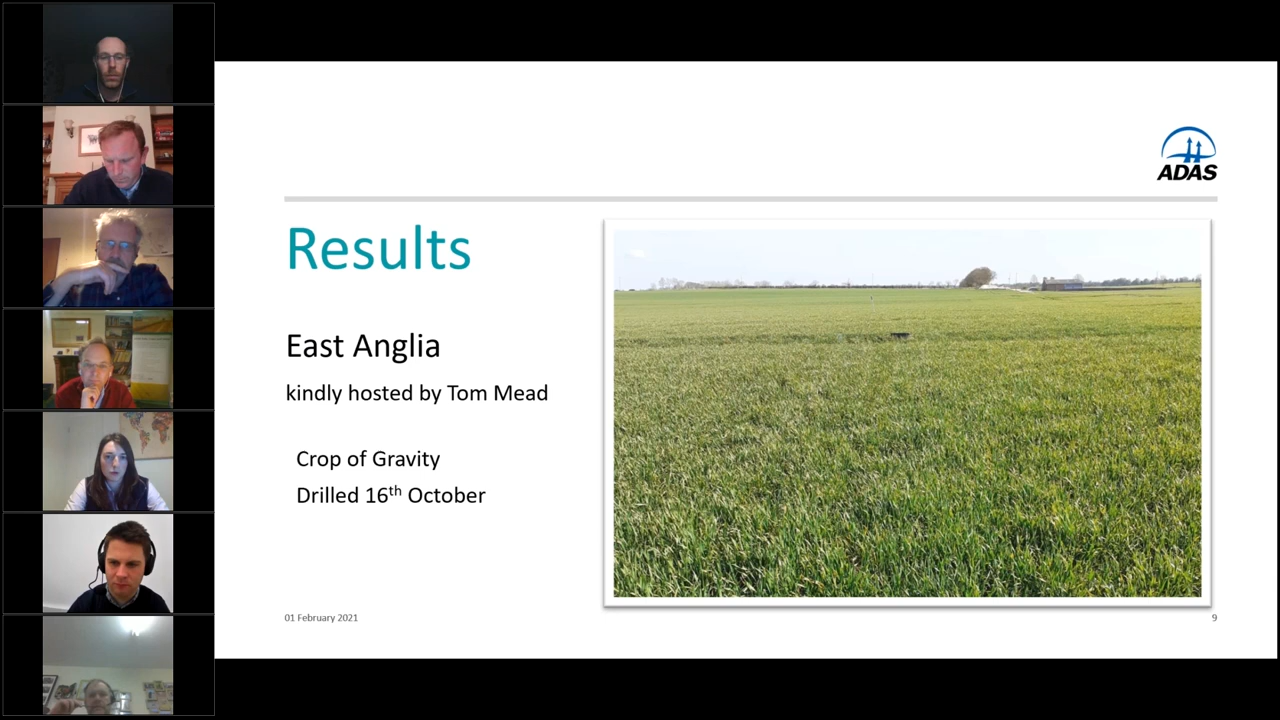 ADAS
Results
East Anglia
kindly hosted by Tom Mead
Crop of Gravity
Drilled 16th October
01 February 2021
9